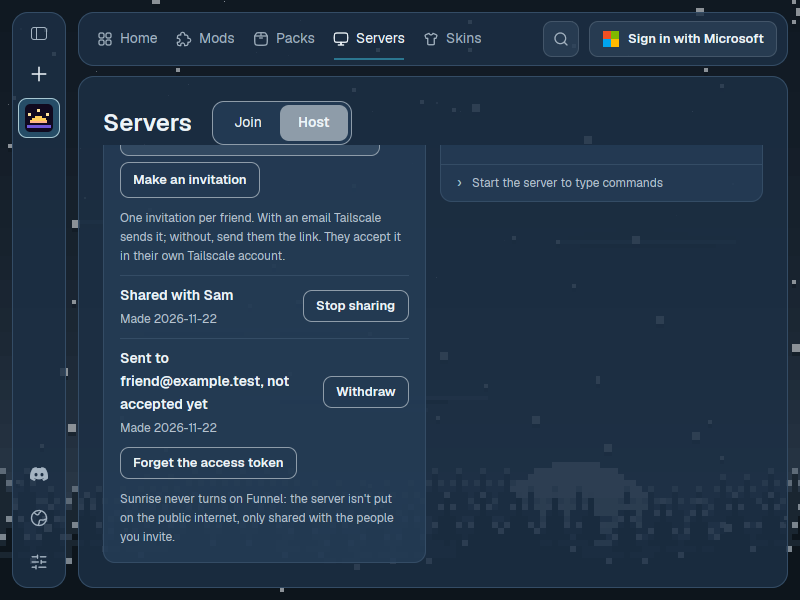 Home
Mods
Packs
Servers
Skins
Sign in with Microsoft
Servers
Join
Host
Make an invitation
One invitation per friend. With an email Tailscale
sends it; without, send them the link. They accept it
in their own Tailscale account.
Shared with Sam
Made 2026-11-22
Stop sharing
Sent to
friend@example.test, not
accepted yet
Made 2026-11-22
Withdraw
Forget the access token
Sunrise never turns on Funnel: the server isn't put
on the public internet, only shared with the people
you invite.
› Start the server to type commands